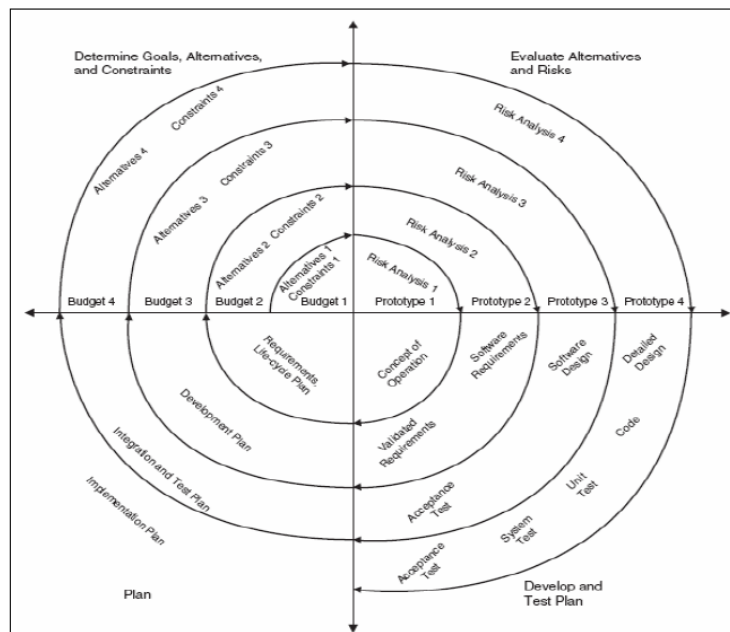 Determine Goals, Alternatives,
and Constraints
Evaluate Alternatives
and Risks
Alternatives 4
Constraints 4
Risk Analysis 4
Alternatives 3
Constraints 3
Risk Analysis 3
Alternatives 2
Constraints 2
Risk Analysis 2
Alternatives 1
Constraints 1
Risk Analysis 1
Budget 4
Budget 3
Budget 2
Budget 1
Prototype 1
Prototype 2
Prototype 3
Prototype 4
Requirements,
Life-cycle Plan
Concept of
Operation
Software
Requirements
Software
Design
Detailed
Design
Development Plan
Validated
Requirements
Code
Integration and Test Plan
Implementation Plan
Acceptance
Test
Unit
Test
System
Test
Acceptance
Test
Plan
Develop and
Test Plan